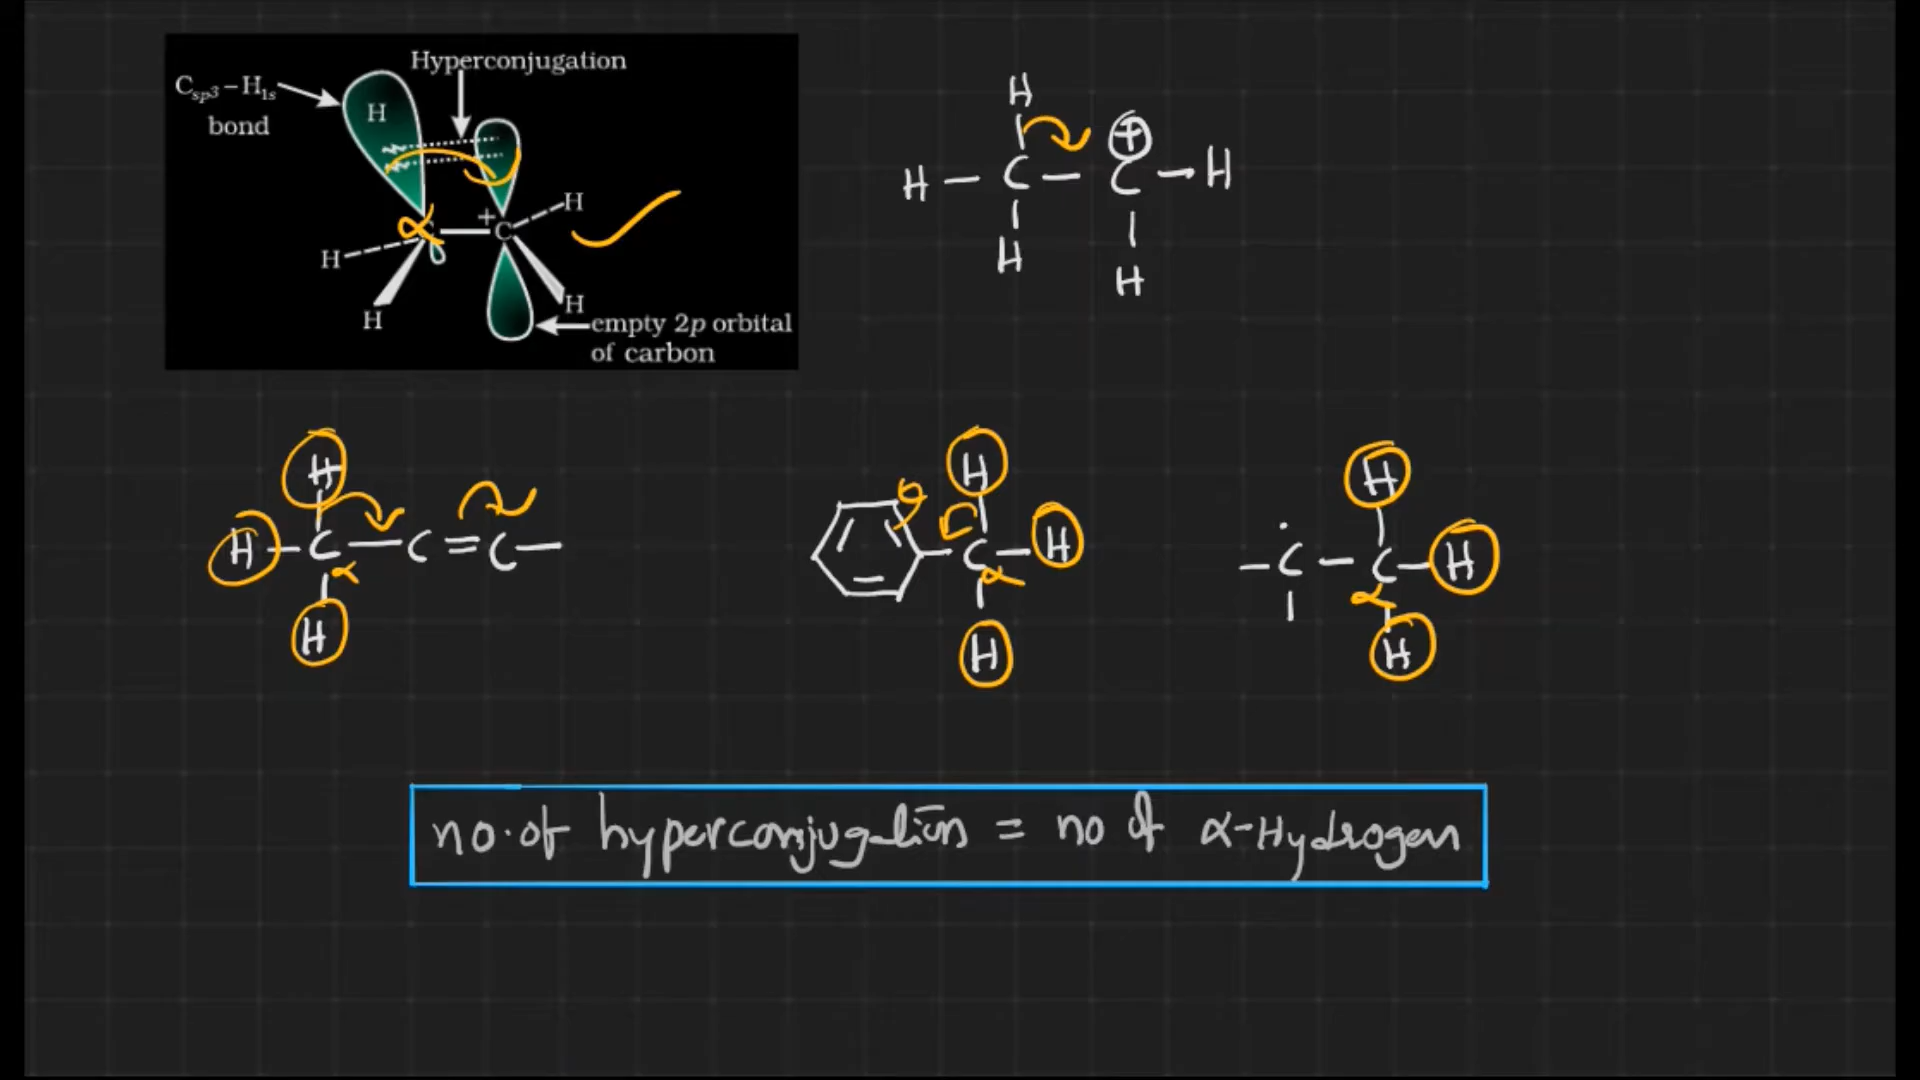 Hyperconjugation
Csp3–H1s
bond
H
H
H
H
+
C
H
empty 2p orbital
of carbon
α
H
H – C – C – H
+
H
H
H
H – C – C = C –
α
H
H
C – H
α
H
H
– C – C – H
α
H
no. of hyperconjugation = no of α-Hydrogen